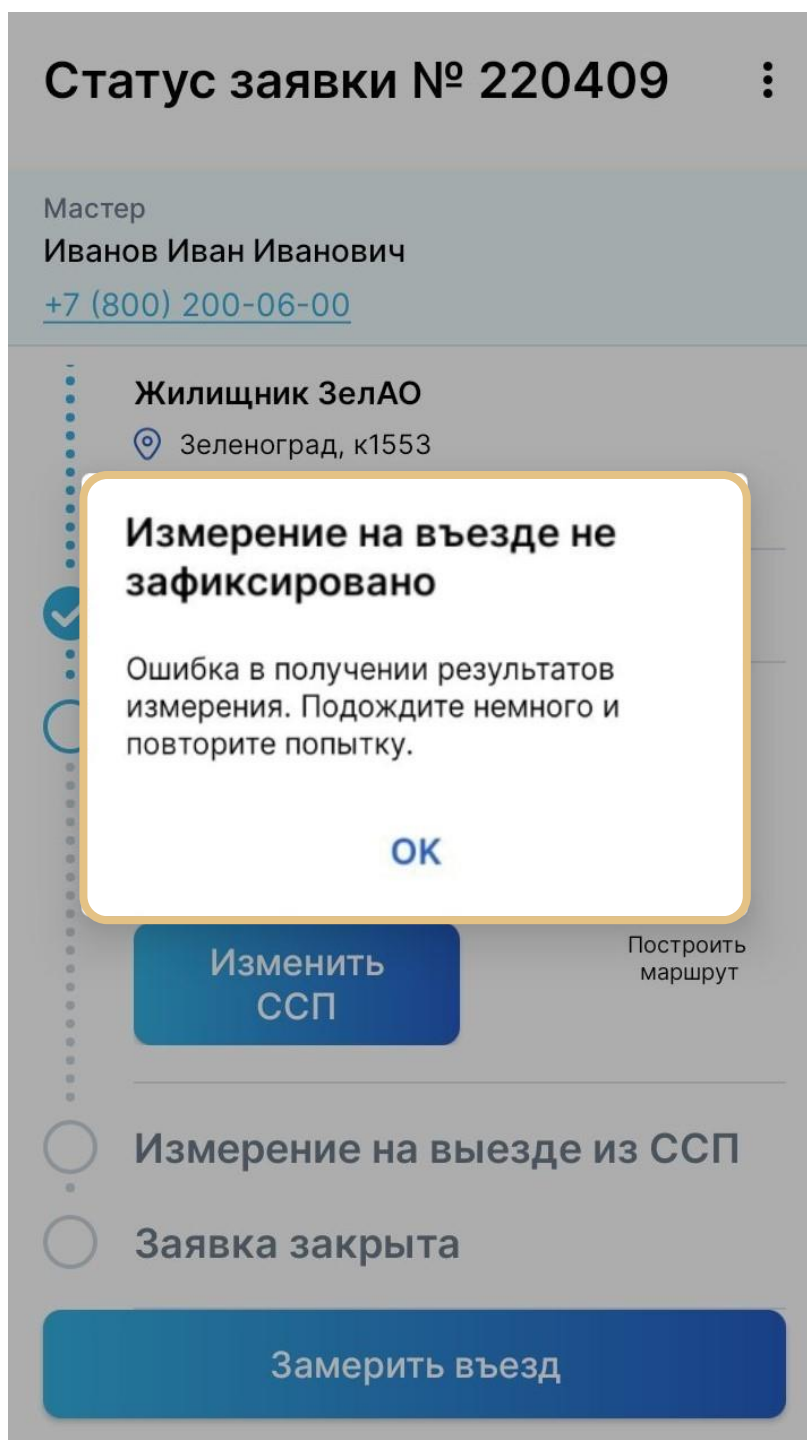 Статус заявки № 220409
Мастер
Иванов Иван Иванович
+7 (800) 200-06-00
Жилищник ЗелАО
Зеленоград, к1553
Измерение на въезде не
зафиксировано
Ошибка в получении результатов
измерения. Подождите немного и
повторите попытку.
ОК
Изменить
ССП
Построить
маршрут
Измерение на выезде из ССП
Заявка закрыта
Замерить въезд